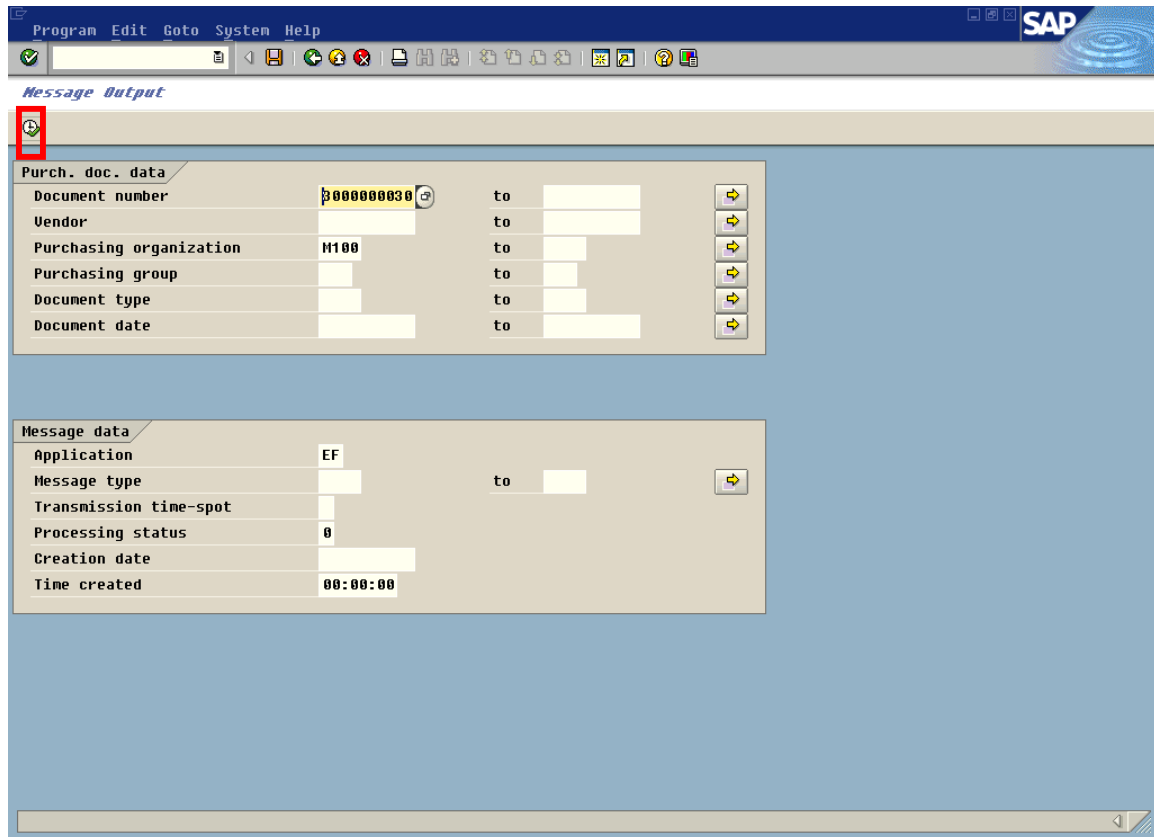 Program Edit Goto System Help
SAP
Message Output
Purch. doc. data
Document number 3000000030 to
Vendor to
Purchasing organization M100 to
Purchasing group to
Document type to
Document date to
Message data
Application EF
Message type to
Transmission time-spot
Processing status 0
Creation date
Time created 00:00:00